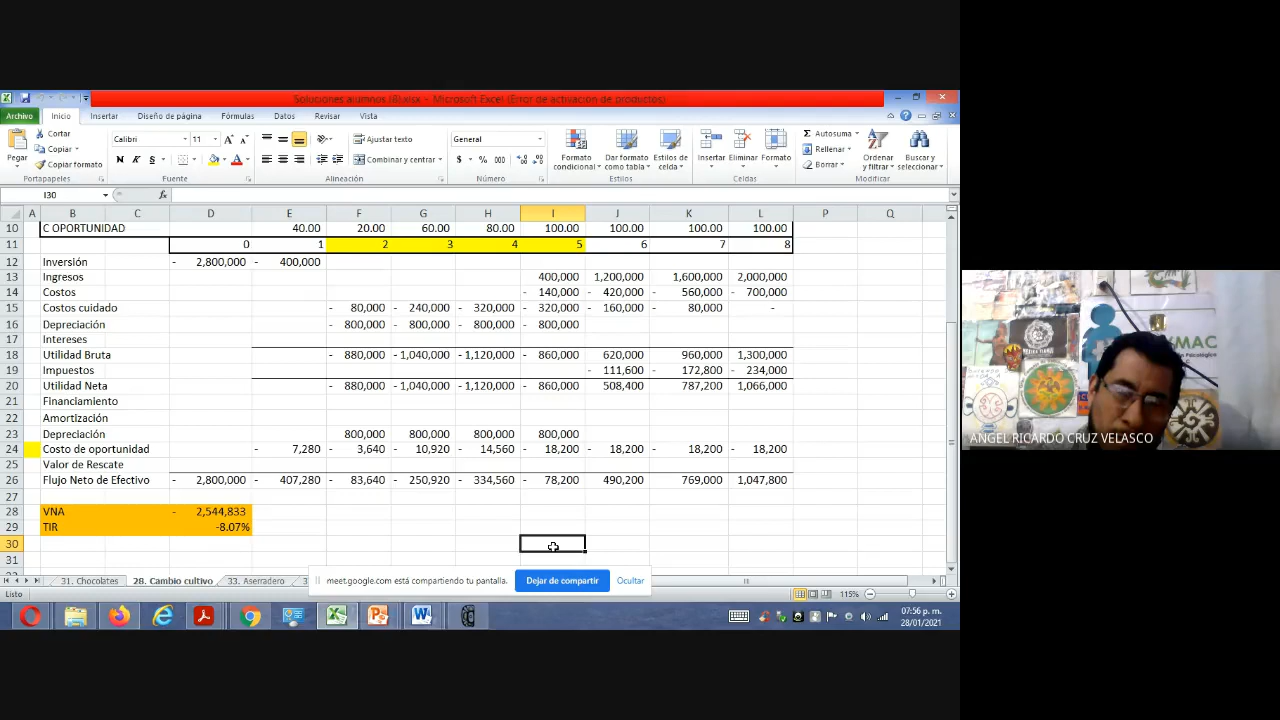 Soluciones alumnos (8).xlsx - Microsoft Excel (Error de activación de productos)
Archivo Inicio Insertar Diseño de página Fórmulas Datos Revisar Vista
Pegar Cortar Copiar Copiar formato Portapapeles
Calibri 11 N K S Fuente
Ajustar texto Combinar y centrar Alineación
General $ % 000 Número
Formato condicional Dar formato como tabla Estilos de celda Estilos
Insertar Eliminar Formato Celdas
Autosuma Rellenar Borrar Ordenar y filtrar Buscar y seleccionar Modificar
I30 fx
A B C D E F G H I J K L P Q
10 C OPORTUNIDAD 40.00 20.00 60.00 80.00 100.00 100.00 100.00 100.00
11 0 1 2 3 4 5 6 7 8
12 Inversión - 2,800,000 - 400,000
13 Ingresos 400,000 1,200,000 1,600,000 2,000,000
14 Costos - 140,000 - 420,000 - 560,000 - 700,000
15 Costos cuidado - 80,000 - 240,000 - 320,000 - 320,000 - 160,000 - 80,000 -
16 Depreciación - 800,000 - 800,000 - 800,000 - 800,000
17 Intereses
18 Utilidad Bruta - 880,000 - 1,040,000 - 1,120,000 - 860,000 620,000 960,000 1,300,000
19 Impuestos - 111,600 - 172,800 - 234,000
20 Utilidad Neta - 880,000 - 1,040,000 - 1,120,000 - 860,000 508,400 787,200 1,066,000
21 Financiamiento
22 Amortización
23 Depreciación 800,000 800,000 800,000 800,000
24 Costo de oportunidad - 7,280 - 3,640 - 10,920 - 14,560 - 18,200 - 18,200 - 18,200 - 18,200
25 Valor de Rescate
26 Flujo Neto de Efectivo - 2,800,000 - 407,280 - 83,640 - 250,920 - 334,560 - 78,200 490,200 769,000 1,047,800
27
28 VNA - 2,544,833
29 TIR -8.07%
30
31
31. Chocolates 28. Cambio cultivo 33. Aserradero
meet.google.com está compartiendo tu pantalla. Dejar de compartir Ocultar
Listo 115%
07:56 p. m.
28/01/2021
ANGEL RICARDO CRUZ VELASCO